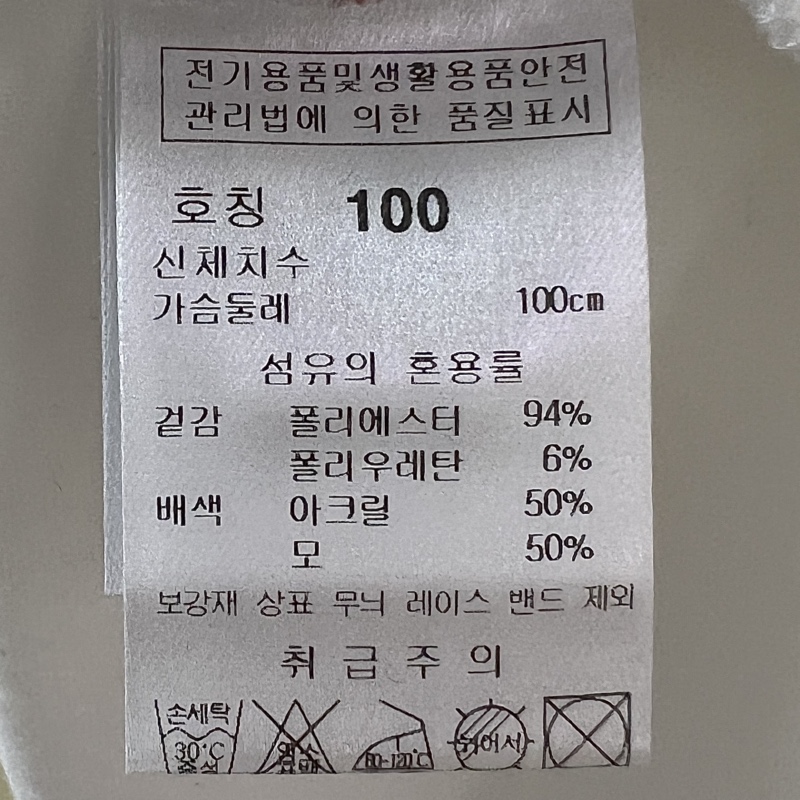 전기용품및생활용품안전
관리법에 의한 품질표시
호칭 100
신체치수
가슴둘레 100cm
섬유의 혼용률
겉감 폴리에스터 94%
폴리우레탄 6%
배색 아크릴 50%
모 50%
보강재 상표 무늬 레이스 밴드 제외
취급주의
손세탁
30°C
80-120°C
뉘어서